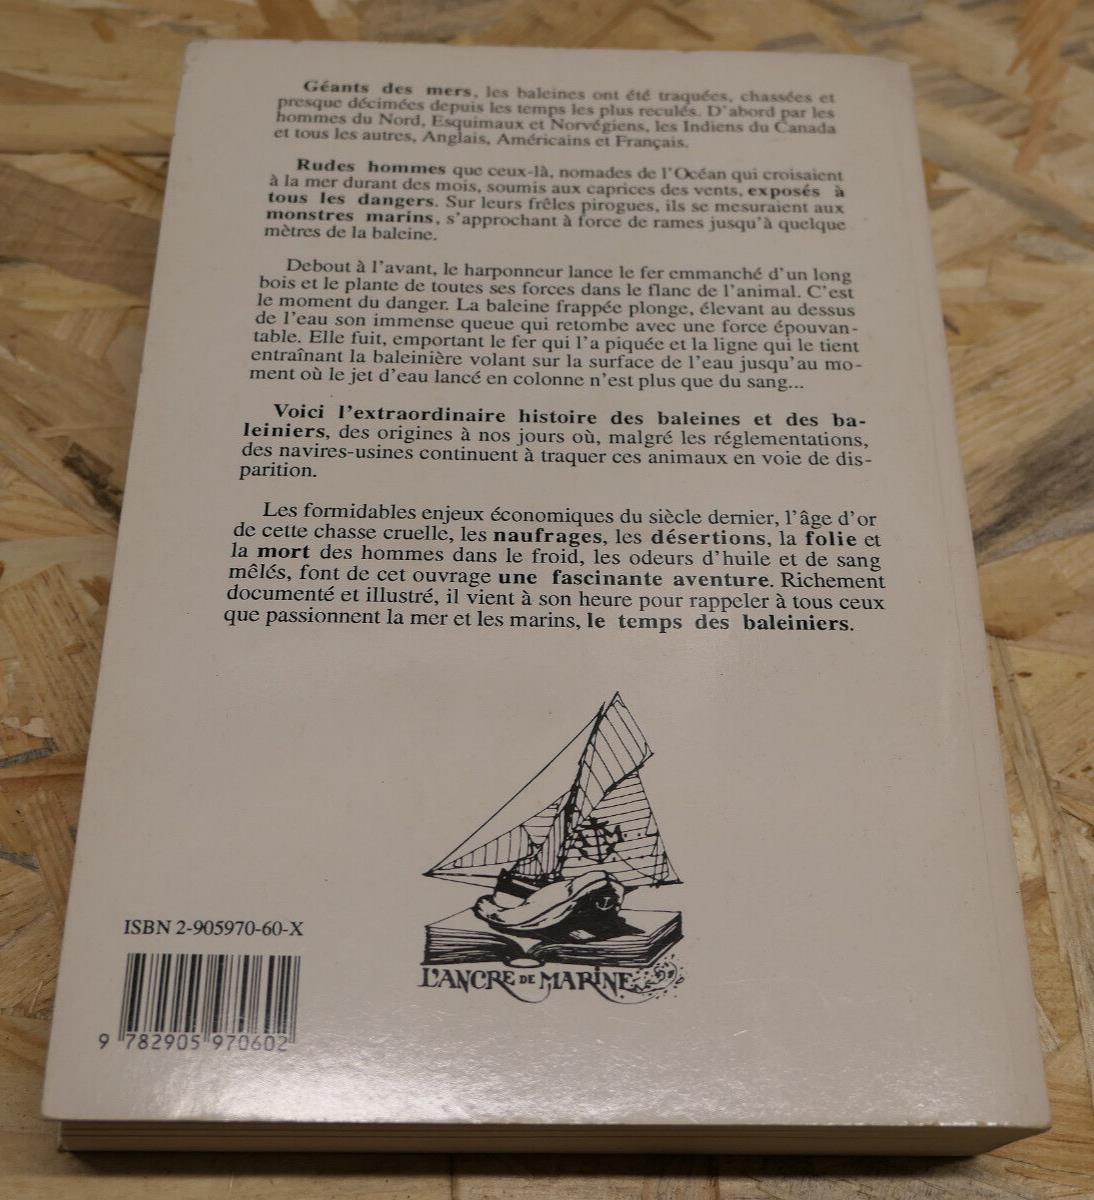 Géants des mers, les baleines ont été traquées, chassées et
presque décimées depuis les temps les plus reculés. D'abord par les
hommes du Nord, Esquimaux et Norvégiens, les Indiens du Canada
et tous les autres, Anglais, Américains et Français.
Rudes hommes que ceux-là, nomades de l'Océan qui croisaient
à la mer durant des mois, soumis aux caprices des vents, exposés à
tous les dangers. Sur leurs frêles pirogues, ils se mesuraient aux
monstres marins, s'approchant à force de rames jusqu'à quelque
mètres de la baleine.
Debout à l'avant, le harponneur lance le fer emmanché d'un long
bois et le plante de toutes ses forces dans le flanc de l'animal. C'est
le moment du danger. La baleine frappée plonge, élevant au dessus
de l'eau son immense queue qui retombe avec une force épouvan-
table. Elle fuit, emportant le fer qui l'a piquée et la ligne qui le tient
entraînant la baleinière volant sur la surface de l'eau jusqu'au mo-
ment où le jet d'eau lancé en colonne n'est plus que du sang...
Voici l'extraordinaire histoire des baleines et des ba-
leiniers, des origines à nos jours où, malgré les réglementations,
des navires-usines continuent à traquer ces animaux en voie de dis-
parition.
Les formidables enjeux économiques du siècle dernier, l'âge d'or
de cette chasse cruelle, les naufrages, les désertions, la folie et
la mort des hommes dans le froid, les odeurs d'huile et de sang
mêlés, font de cet ouvrage une fascinante aventure. Richement
documenté et illustré, il vient à son heure pour rappeler à tous ceux
que passionnent la mer et les marins, le temps des baleiniers.
AM
L'ANCRE DE MARINE
ISBN 2-905970-60-X
9 782905 970602